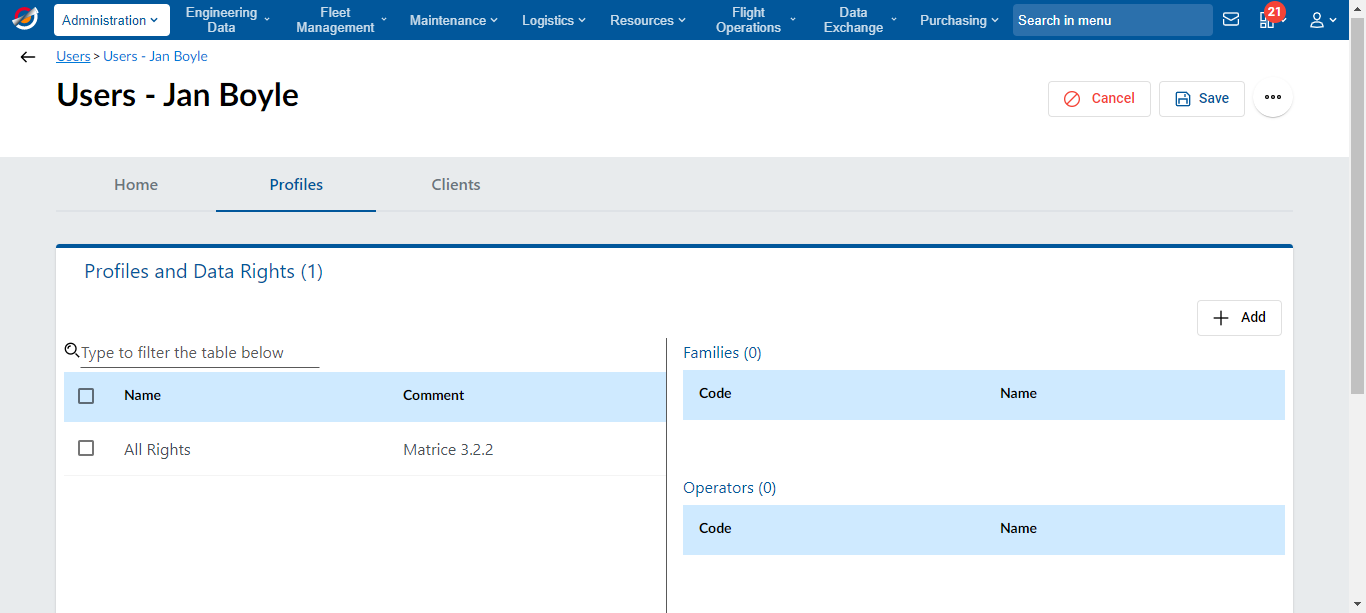 Administration
Engineering
Data
Fleet
Management
Maintenance
Logistics
Resources
Flight
Operations
Data
Exchange
Purchasing
Search in menu
21
Users > Users - Jan Boyle
Users - Jan Boyle
Cancel
Save
Home
Profiles
Clients
Profiles and Data Rights (1)
Add
Type to filter the table below
Name
Comment
All Rights
Matrice 3.2.2
Families (0)
Code
Name
Operators (0)
Code
Name